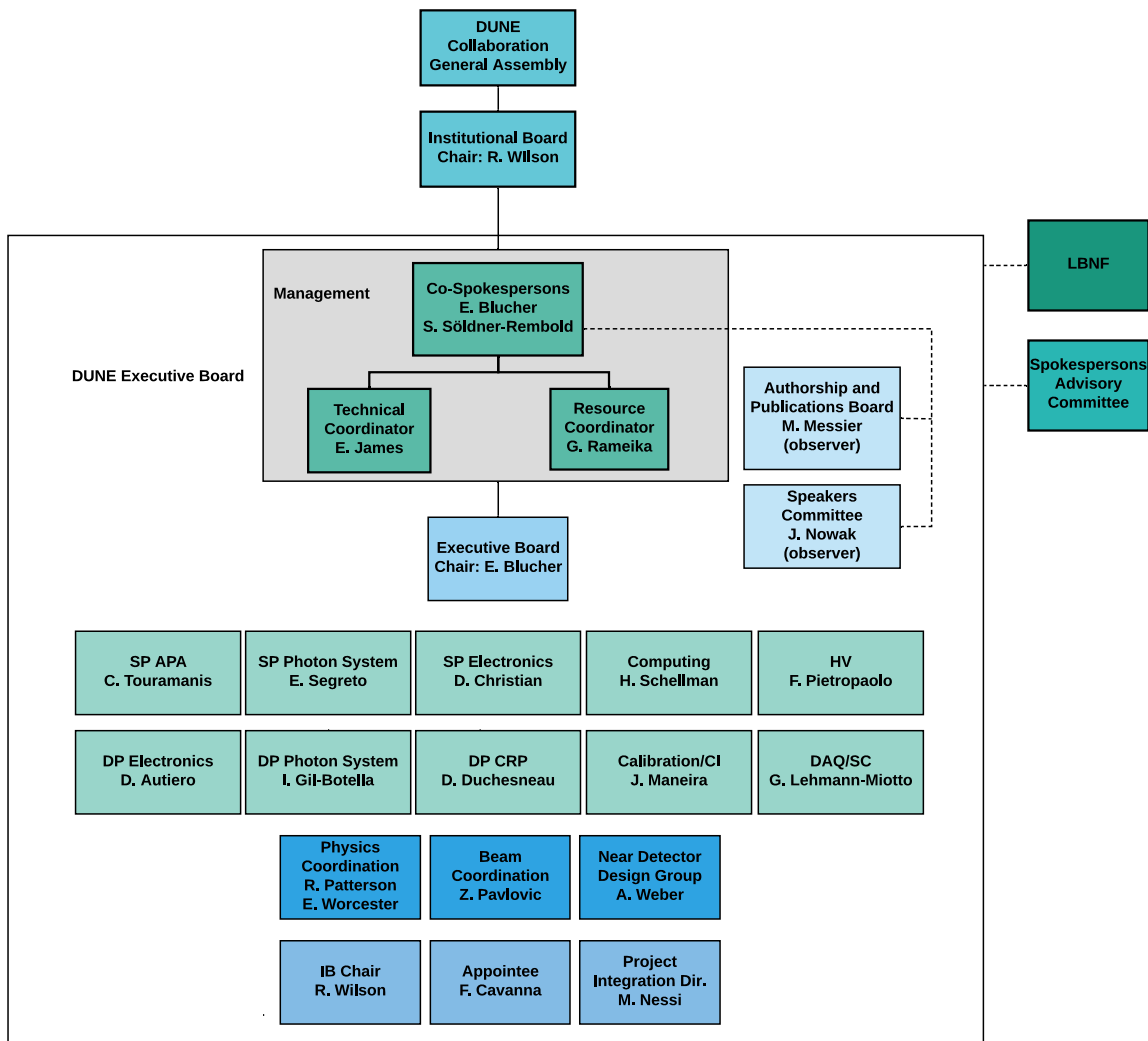 DUNE
Collaboration
General Assembly
Institutional Board
Chair: R. WIlson
LBNF
Management
Co-Spokespersons
E. Blucher
S. Söldner-Rembold
DUNE Executive Board
Spokespersons
Advisory
Committee
Technical
Coordinator
E. James
Resource
Coordinator
G. Rameika
Authorship and
Publications Board
M. Messier
(observer)
Speakers
Committee
J. Nowak
(observer)
Executive Board
Chair: E. Blucher
SP APA
C. Touramanis
SP Photon System
E. Segreto
SP Electronics
D. Christian
Computing
H. Schellman
HV
F. Pietropaolo
DP Electronics
D. Autiero
DP Photon System
I. Gil-Botella
DP CRP
D. Duchesneau
Calibration/CI
J. Maneira
DAQ/SC
G. Lehmann-Miotto
Physics
Coordination
R. Patterson
E. Worcester
Beam
Coordination
Z. Pavlovic
Near Detector
Design Group
A. Weber
IB Chair
R. Wilson
Appointee
F. Cavanna
Project
Integration Dir.
M. Nessi